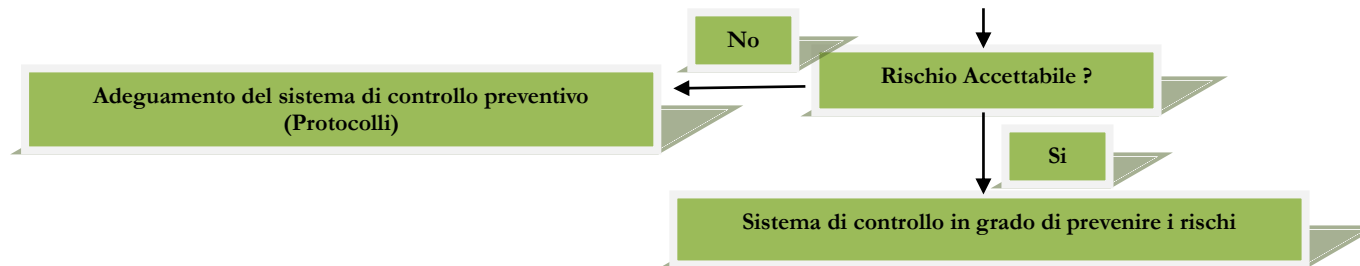 No
Rischio Accettabile ?
Adeguamento del sistema di controllo preventivo
(Protocolli)
Si
Sistema di controllo in grado di prevenire i rischi